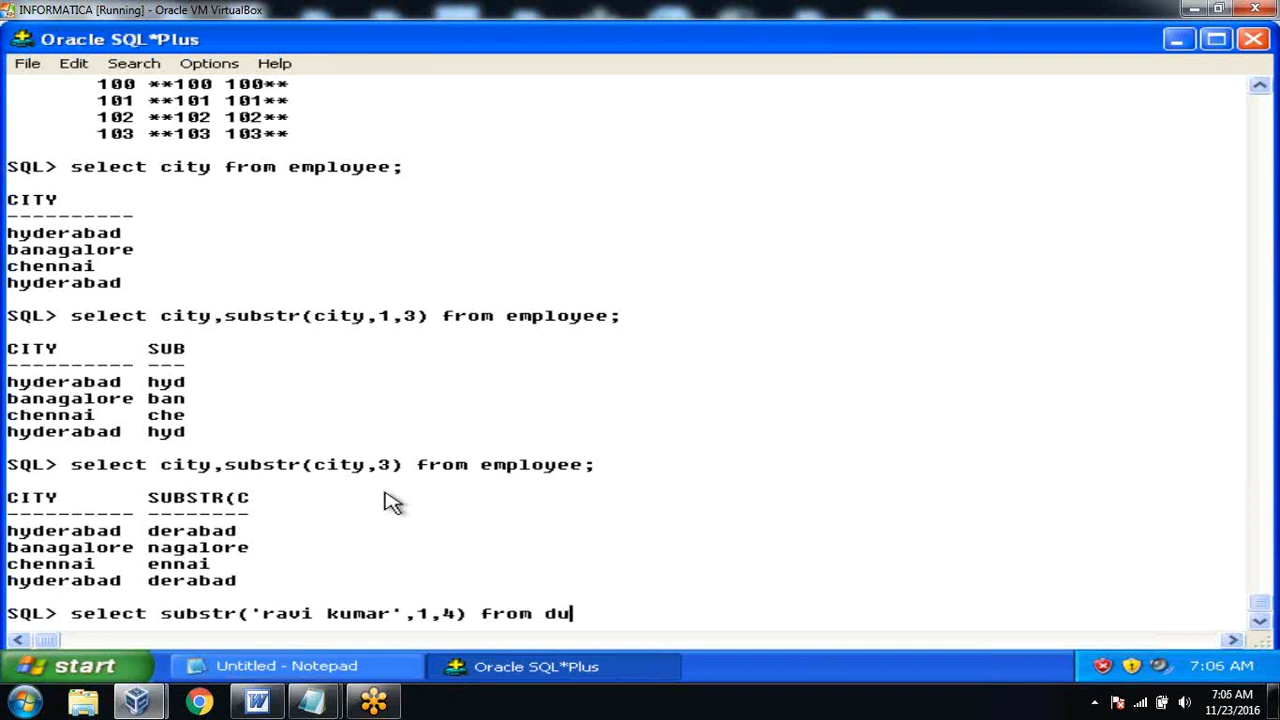 INFORMATICA [Running] - Oracle VM VirtualBox
Oracle SQL*Plus
File Edit Search Options Help
100 **100 100**
101 **101 101**
102 **102 102**
103 **103 103**
SQL> select city from employee;
CITY
----------
hyderabad
banagalore
chennai
hyderabad
SQL> select city,substr(city,1,3) from employee;
CITY SUB
---------- ---
hyderabad hyd
banagalore ban
chennai che
hyderabad hyd
SQL> select city,substr(city,3) from employee;
CITY SUBSTR(C
---------- --------
hyderabad derabad
banagalore nagalore
chennai ennai
hyderabad derabad
SQL> select substr('ravi kumar',1,4) from du
start Untitled - Notepad Oracle SQL*Plus 7:06 AM
7:06 AM
11/23/2016